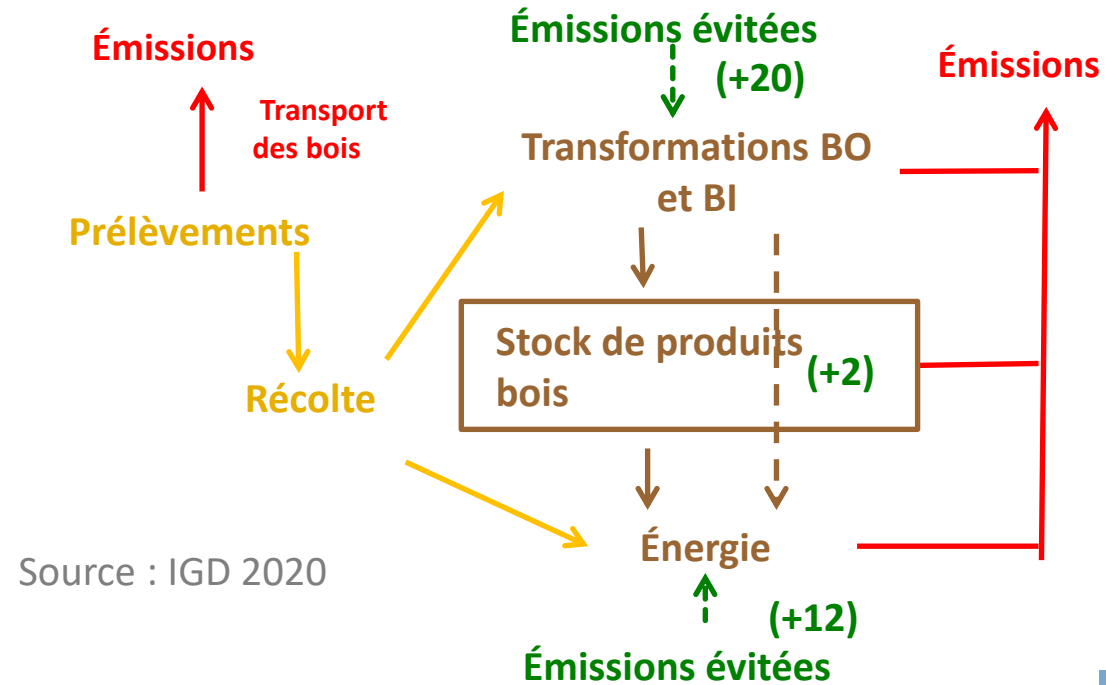 Émissions
Transport
des bois
Prélèvements
Récolte
Émissions évitées
(+20)
Transformations BO
et BI
Stock de produits
bois
(+2)
Énergie
(+12)
Émissions évitées
Émissions
Source : IGD 2020